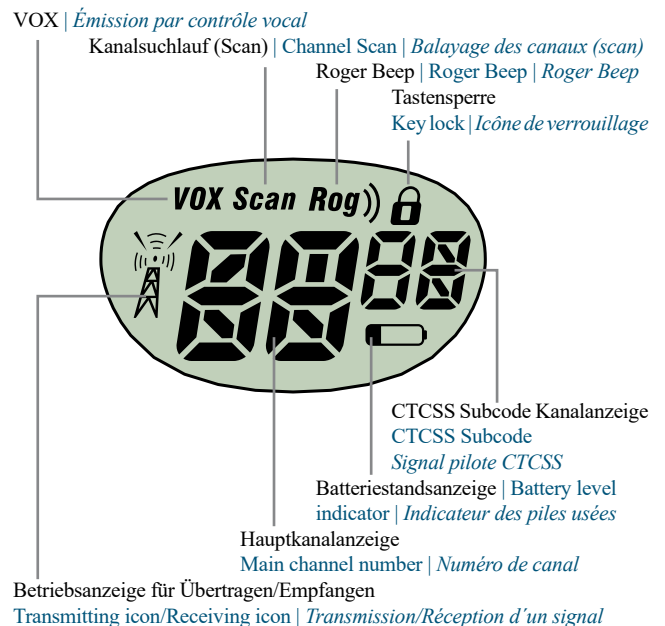 VOX | Émission par contrôle vocal
Kanalsuchlauf (Scan) | Channel Scan | Balayage des canaux (scan)
Roger Beep | Roger Beep | Roger Beep
Tastensperre
Key lock | Icône de verrouillage
VOX Scan Rog
88 88
CTCSS Subcode Kanalanzeige
CTCSS Subcode
Signal pilote CTCSS
Batteriestandsanzeige | Battery level
indicator | Indicateur des piles usées
Hauptkanalanzeige
Main channel number | Numéro de canal
Betriebsanzeige für Übertragen/Empfangen
Transmitting icon/Receiving icon | Transmission/Réception d´un signal